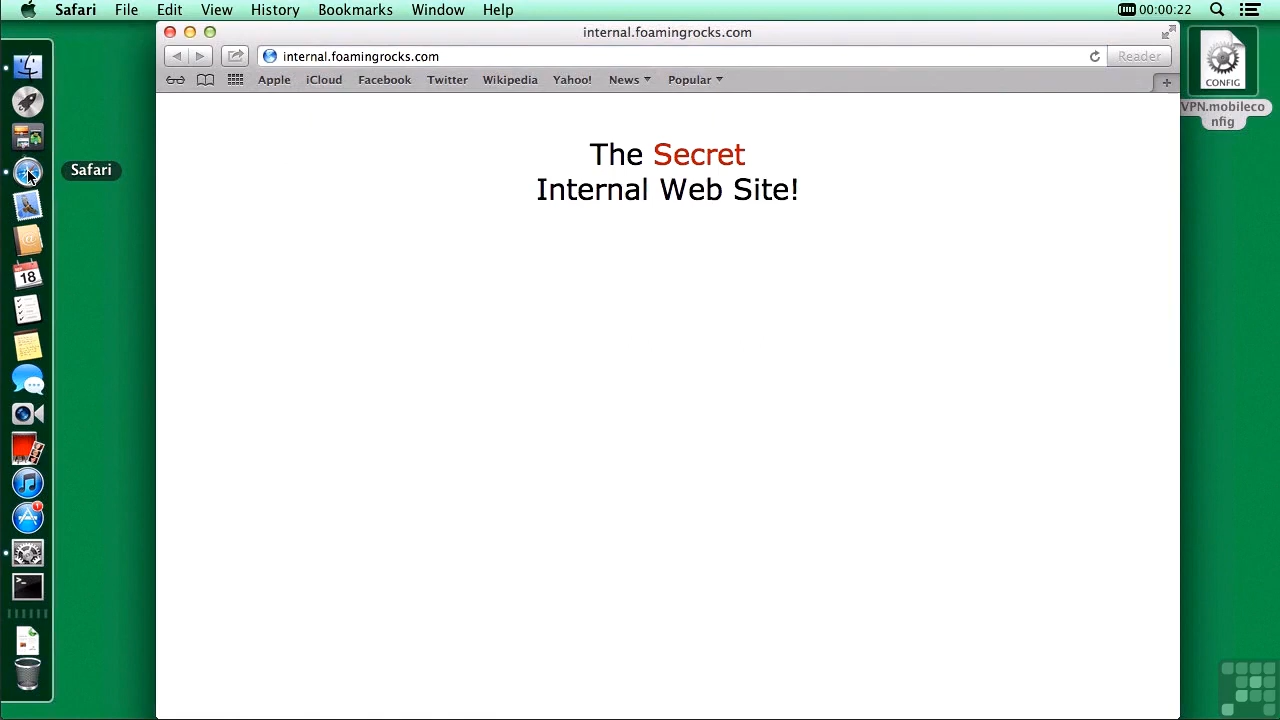 Safari File Edit View History Bookmarks Window Help 00:00:22
internal.foamingrocks.com
internal.foamingrocks.com Reader
Apple iCloud Facebook Twitter Wikipedia Yahoo! News Popular
CONFIG
VPN.mobileco
nfig
The Secret
Internal Web Site!
Safari
18
1